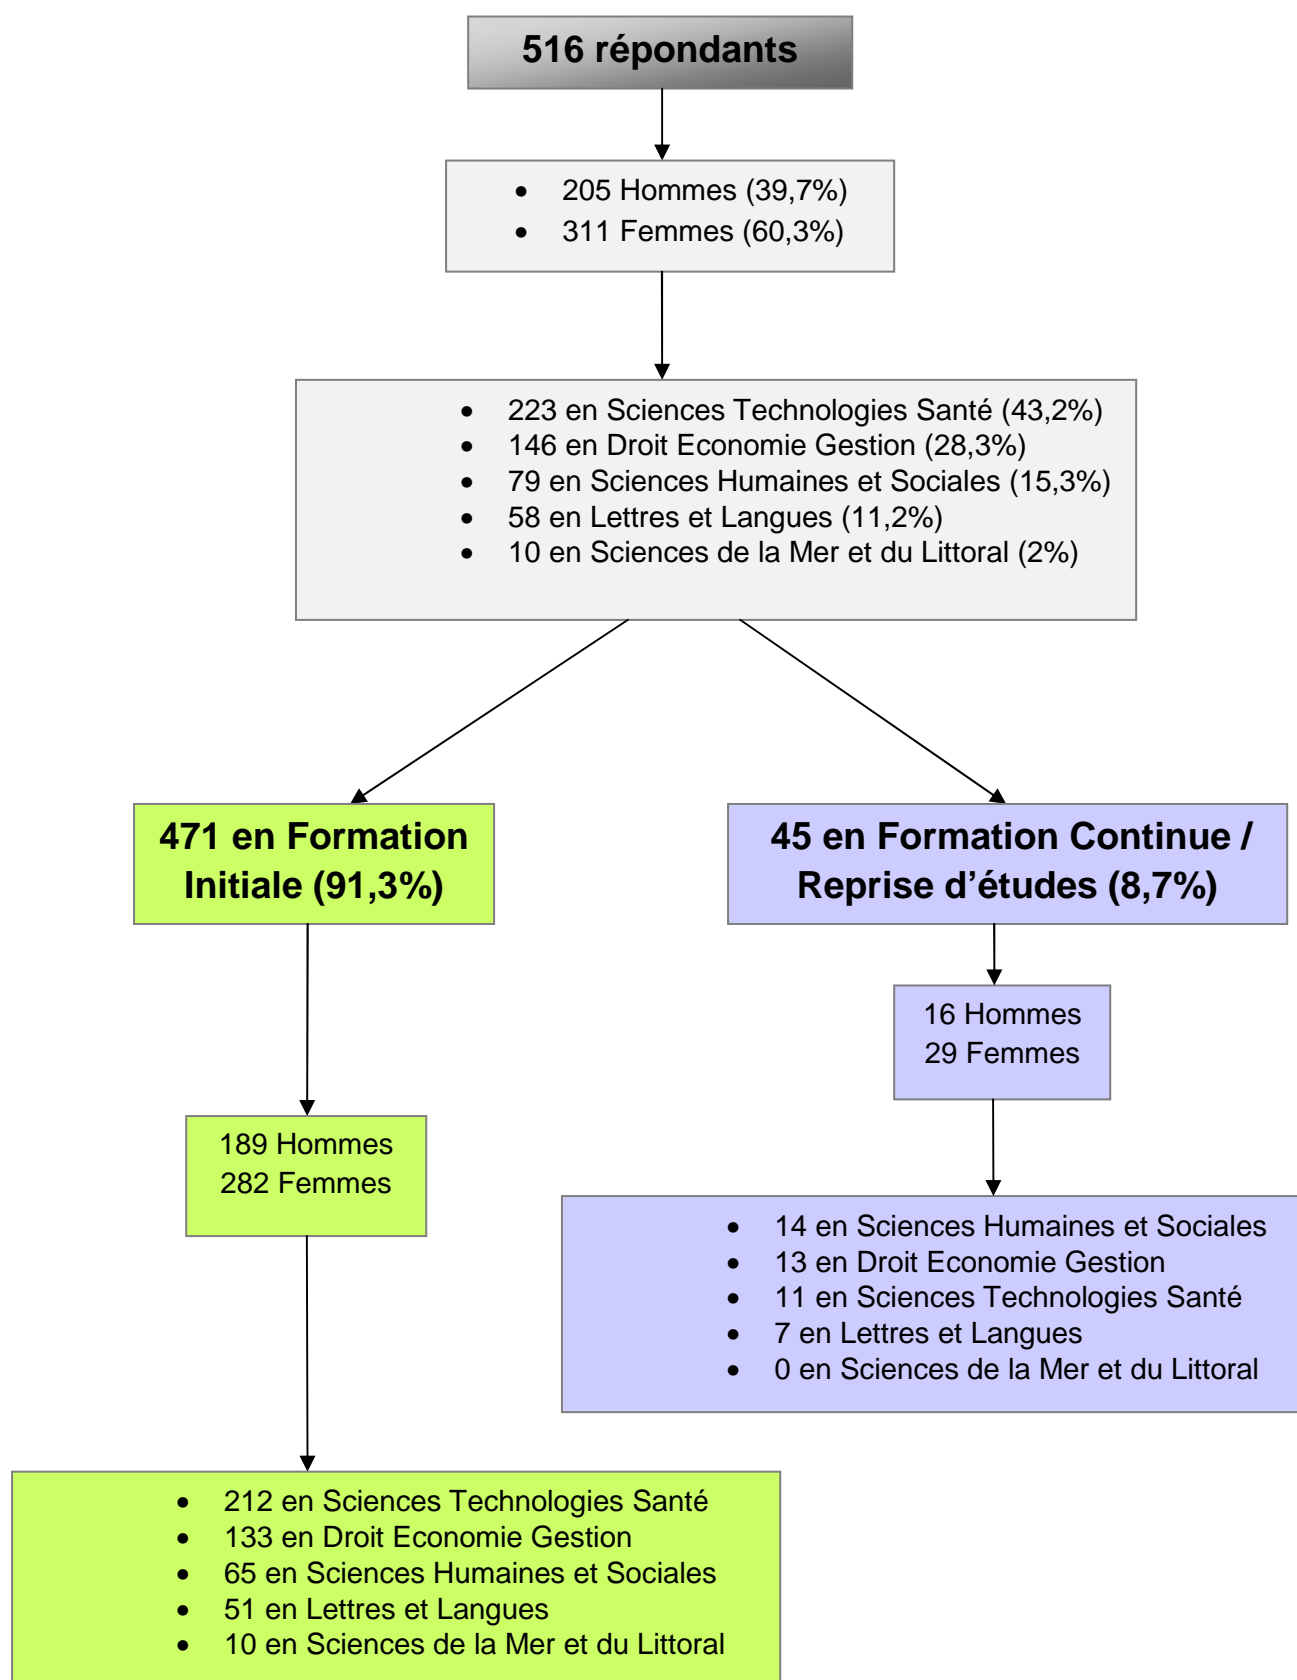 516 répondants
• 205 Hommes (39,7%)
• 311 Femmes (60,3%)
• 223 en Sciences Technologies Santé (43,2%)
• 146 en Droit Economie Gestion (28,3%)
• 79 en Sciences Humaines et Sociales (15,3%)
• 58 en Lettres et Langues (11,2%)
• 10 en Sciences de la Mer et du Littoral (2%)
471 en Formation
Initiale (91,3%)
45 en Formation Continue /
Reprise d’études (8,7%)
16 Hommes
29 Femmes
189 Hommes
282 Femmes
• 14 en Sciences Humaines et Sociales
• 13 en Droit Economie Gestion
• 11 en Sciences Technologies Santé
• 7 en Lettres et Langues
• 0 en Sciences de la Mer et du Littoral
• 212 en Sciences Technologies Santé
• 133 en Droit Economie Gestion
• 65 en Sciences Humaines et Sociales
• 51 en Lettres et Langues
• 10 en Sciences de la Mer et du Littoral